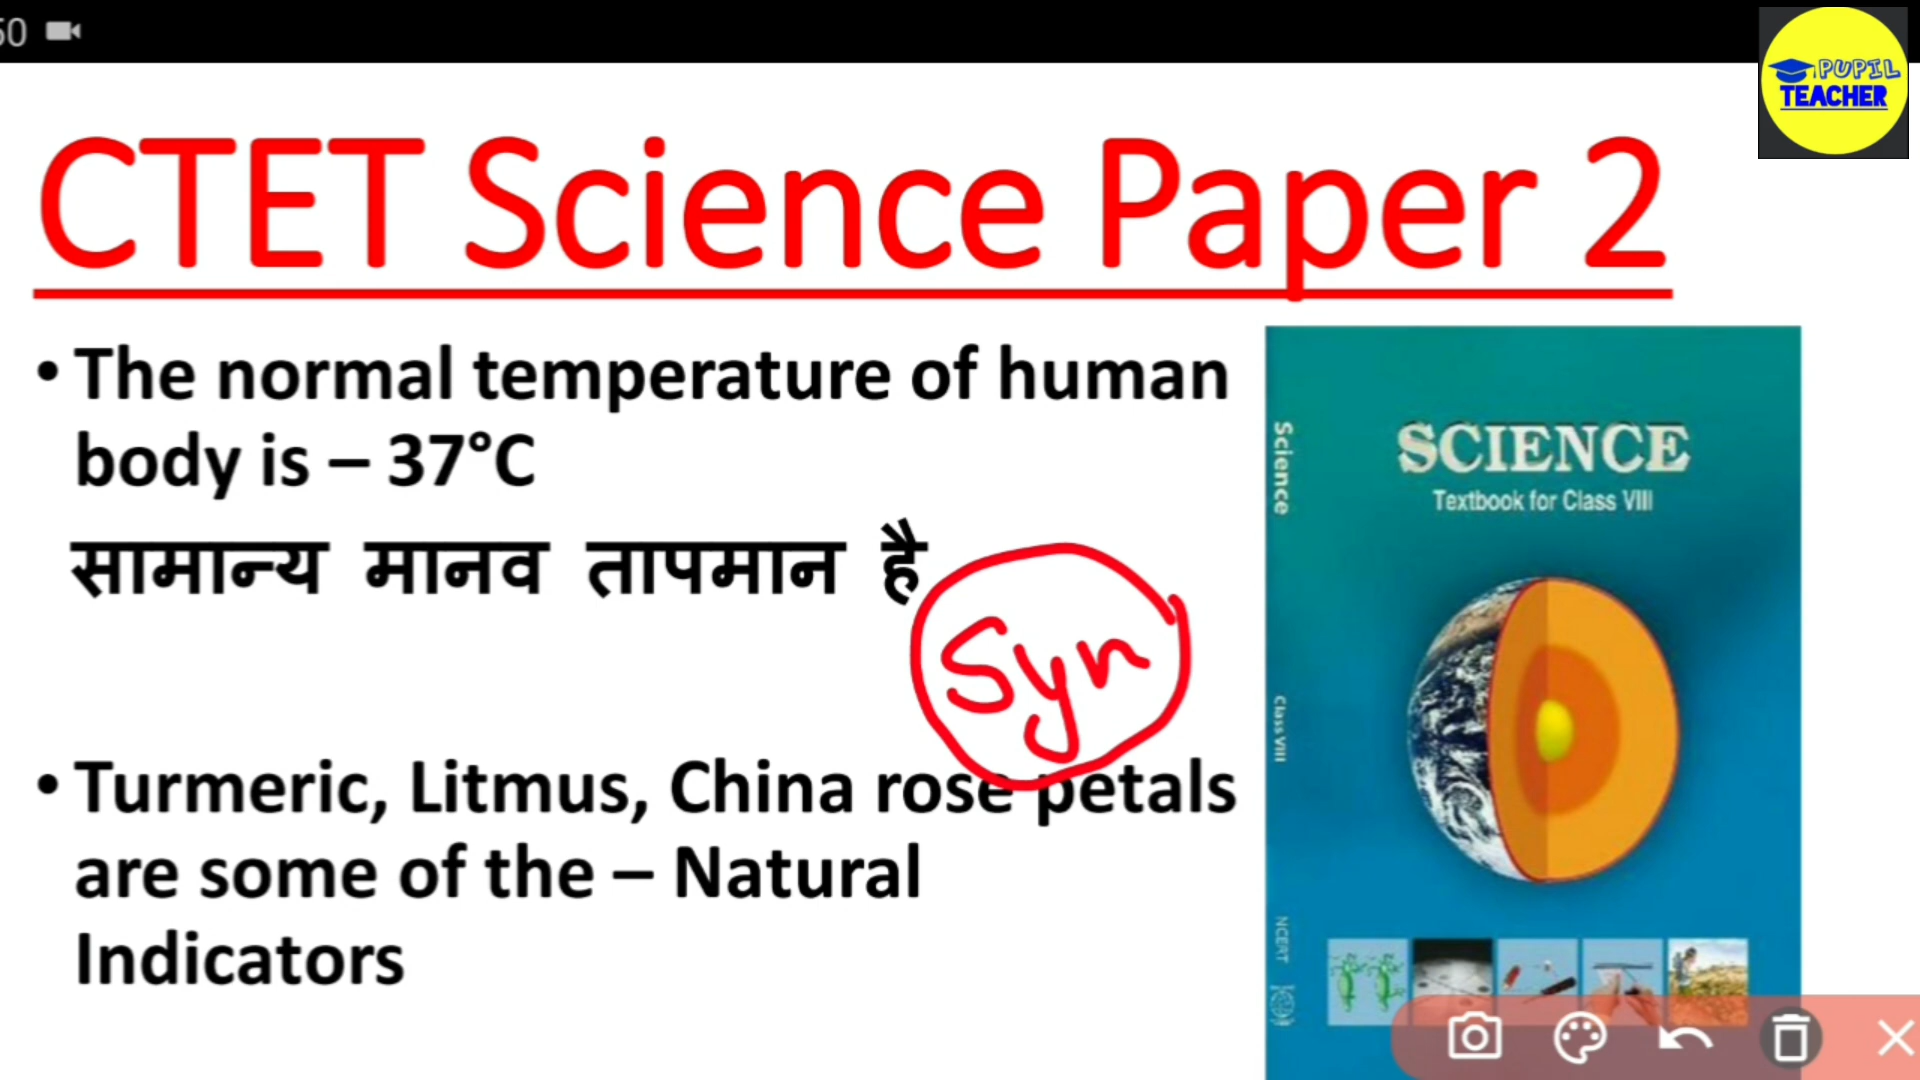 50
PUPIL
TEACHER
CTET Science Paper 2
• The normal temperature of human
body is – 37°C
सामान्य मानव तापमान है
Syn
• Turmeric, Litmus, China rose petals
are some of the – Natural
Indicators
Science
Class VIII
NCERT
SCIENCE
Textbook for Class VIII